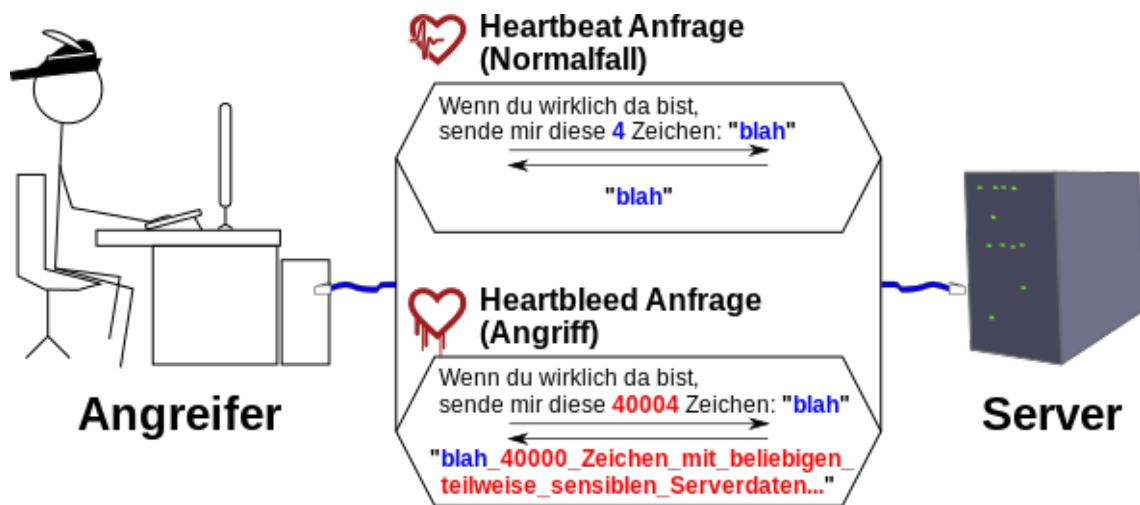 Heartbeat Anfrage
(Normalfall)
Wenn du wirklich da bist,
sende mir diese 4 Zeichen: "blah"
"blah"
Heartbleed Anfrage
(Angriff)
Wenn du wirklich da bist,
sende mir diese 40004 Zeichen: "blah"
"blah_40000_Zeichen_mit_beliebigen_
teilweise_sensiblen_Serverdaten..."
Angreifer
Server